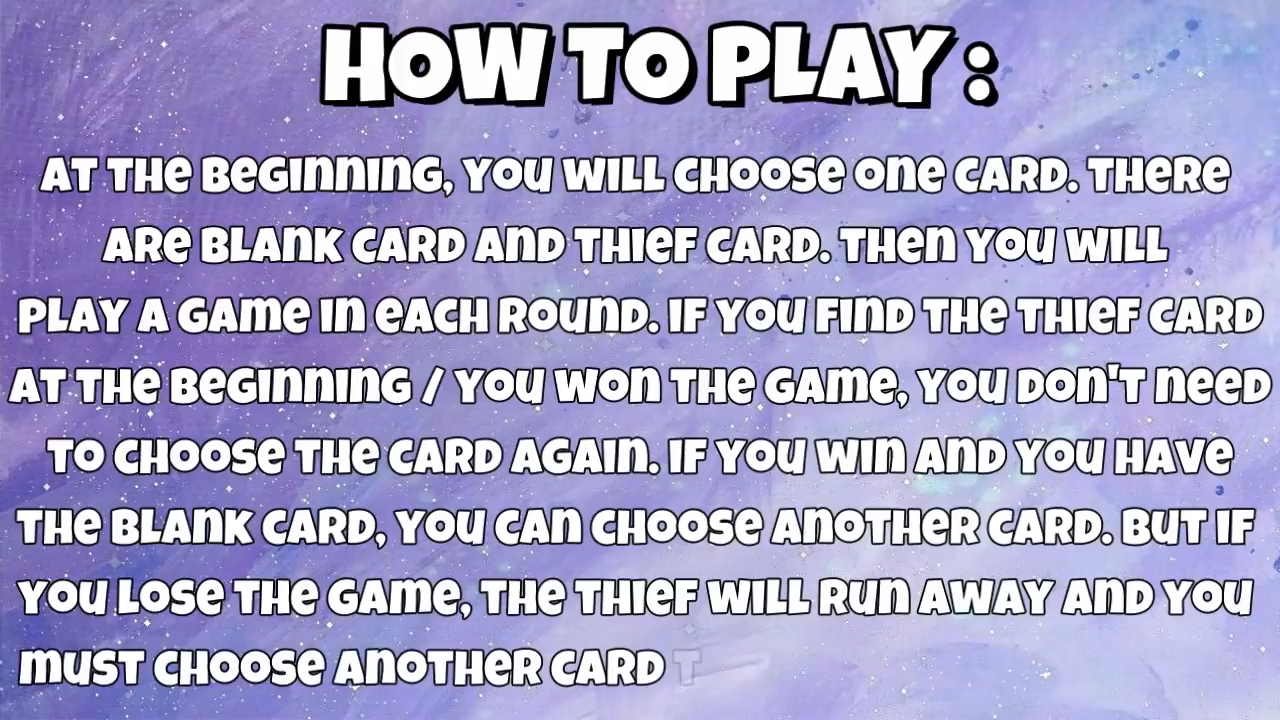 HOW TO PLAY :
AT THE BEGINNING, YOU WILL CHOOSE ONE CARD. THERE
ARE BLANK CARD AND THIEF CARD. THEN YOU WILL
PLAY A GAME IN EACH ROUND. IF YOU FIND THE THIEF CARD
AT THE BEGINNING / YOU WON THE GAME, YOU DON'T NEED
TO CHOOSE THE CARD AGAIN. IF YOU WIN AND YOU HAVE
THE BLANK CARD, YOU CAN CHOOSE ANOTHER CARD. BUT IF
YOU LOSE THE GAME, THE THIEF WILL RUN AWAY AND YOU
MUST CHOOSE ANOTHER CARD T